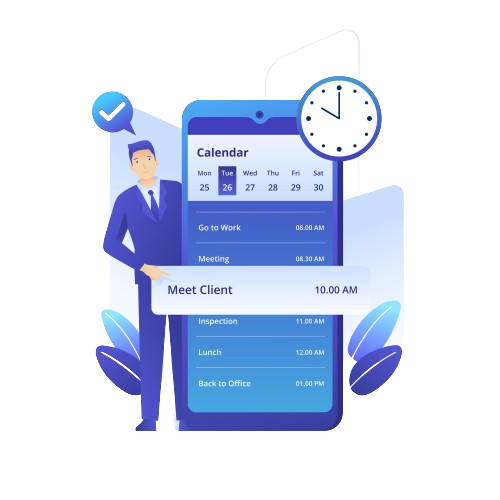 Calendar
Mon Tue Wed Thu Fri Sat
25 26 27 28 29 30
Go to Work 08.00 AM
Meeting 08.30 AM
Meet Client 10.00 AM
Inspection 11.00 AM
Lunch 12.00 AM
Back to Office 01.00 PM